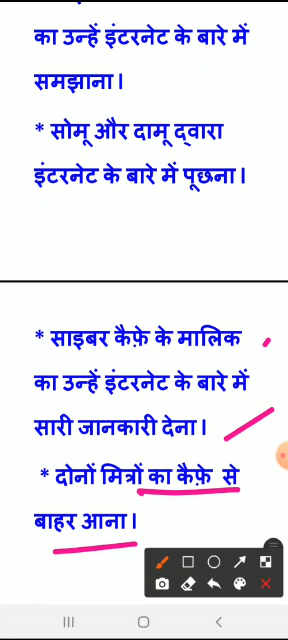 का उन्हें इंटरनेट के बारे में
समझाना।
* सोमू और दामू द्वारा
इंटरनेट के बारे में पूछना।
* साइबर कैफ़े के मालिक
का उन्हें इंटरनेट के बारे में
सारी जानकारी देना।
* दोनों मित्रों का कैफ़े से
बाहर आना।